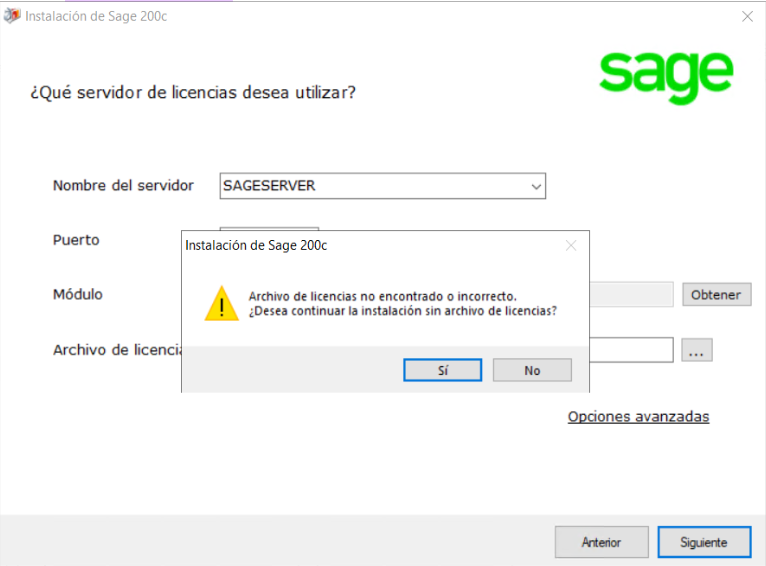 Instalación de Sage 200c
sage
¿Qué servidor de licencias desea utilizar?
Nombre del servidor
SAGESERVER
Puerto
Instalación de Sage 200c
Módulo
Archivo de licencias no encontrado o incorrecto.
¿Desea continuar la instalación sin archivo de licencias?
Obtener
Archivo de licencia
...
Sí
No
Opciones avanzadas
Anterior
Siguiente